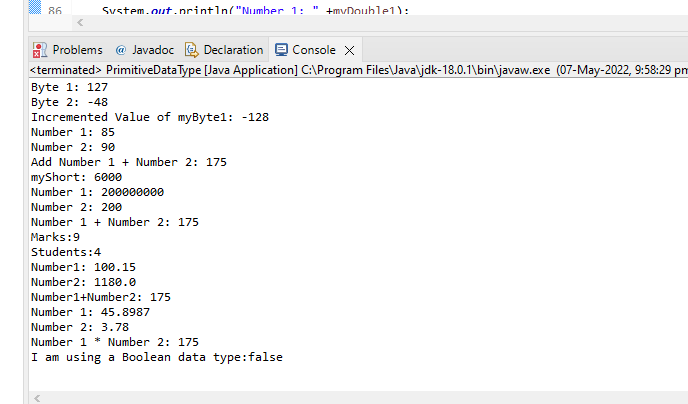 86 System.out.println("Number 1: " +myDouble1);
Problems @ Javadoc Declaration Console
<terminated> PrimitiveDataType [Java Application] C:\Program Files\Java\jdk-18.0.1\bin\javaw.exe (07-May-2022, 9:58:29 pm
Byte 1: 127
Byte 2: -48
Incremented Value of myByte1: -128
Number 1: 85
Number 2: 90
Add Number 1 + Number 2: 175
myShort: 6000
Number 1: 200000000
Number 2: 200
Number 1 + Number 2: 175
Marks:9
Students:4
Number1: 100.15
Number2: 1180.0
Number1+Number2: 175
Number 1: 45.8987
Number 2: 3.78
Number 1 * Number 2: 175
I am using a Boolean data type:false